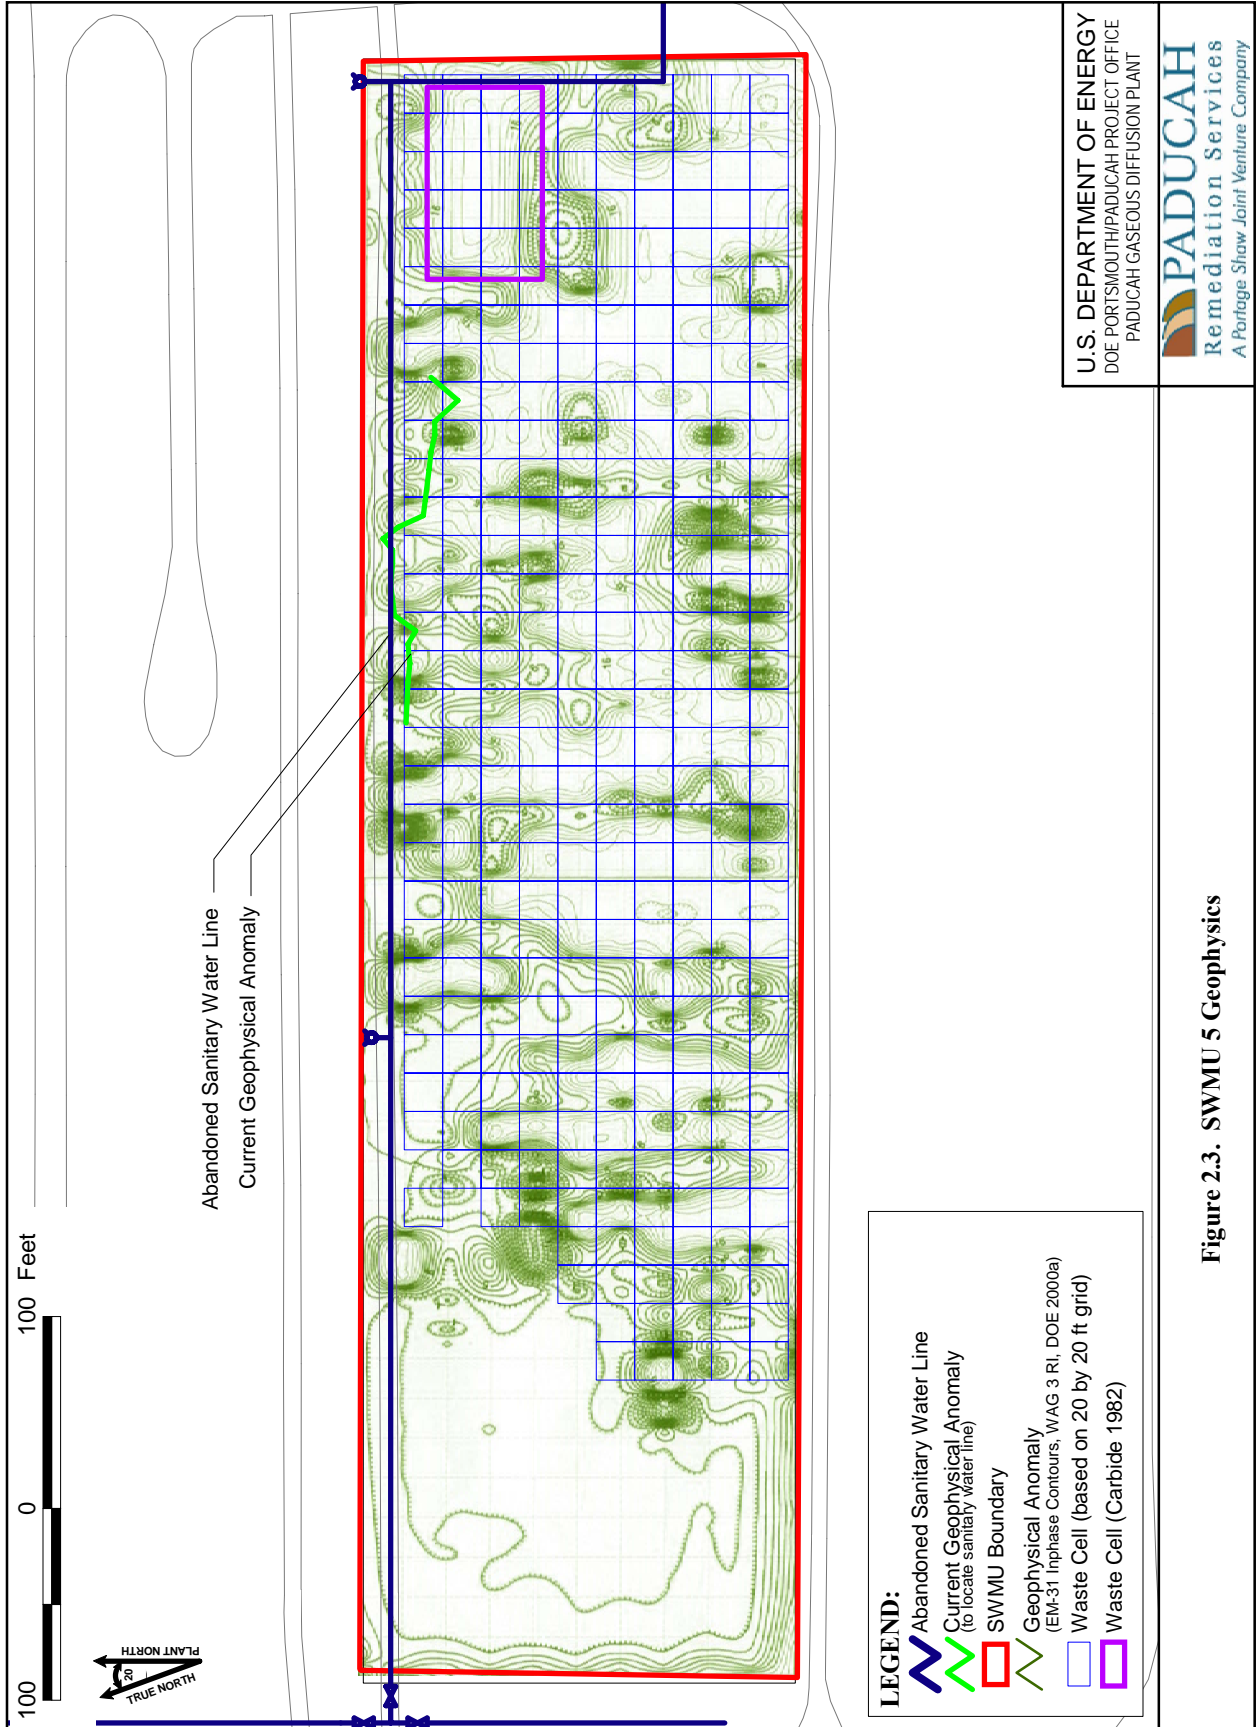 100 0 100 Feet
PLANT NORTH
20
TRUE NORTH
Abandoned Sanitary Water Line
Current Geophysical Anomaly
LEGEND:
Abandoned Sanitary Water Line
Current Geophysical Anomaly
(to locate sanitary water line)
SWMU Boundary
Geophysical Anomaly
(EM-31 Inphase Contours, WAG 3 RI, DOE 2000a)
Waste Cell (based on 20 by 20 ft grid)
Waste Cell (Carbide 1982)
U.S. DEPARTMENT OF ENERGY
DOE PORTSMOUTH/PADUCAH PROJECT OFFICE
PADUCAH GASEOUS DIFFUSION PLANT
PADUCAH
Remediation Services
A Portage Shaw Joint Venture Company
Figure 2.3. SWMU 5 Geophysics